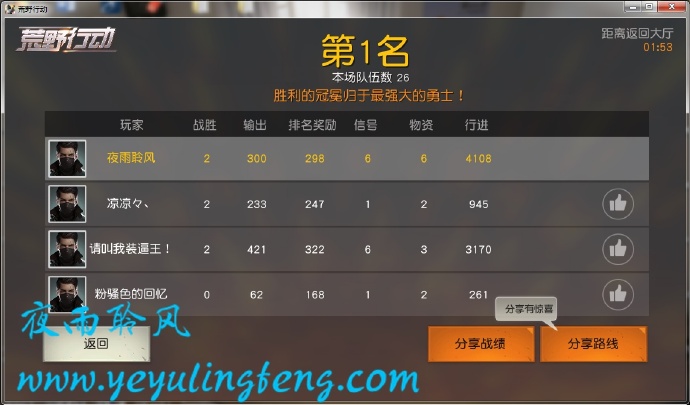 荒野行动
荒野行动
第1名
距离返回大厅
01:53
本场队伍数 26
胜利的冠冕归于最强大的勇士！
玩家 战胜 输出 排名奖励 信号 物资 行进
夜雨聆风 2 300 298 6 6 4108
凉凉々、 2 233 247 1 2 945
请叫我装逼王！ 2 421 322 6 3 3170
粉骚色的回忆 0 62 168 1 2 261
分享有惊喜
夜雨聆风
返回 分享战绩 分享路线
www.yeyulingfeng.com